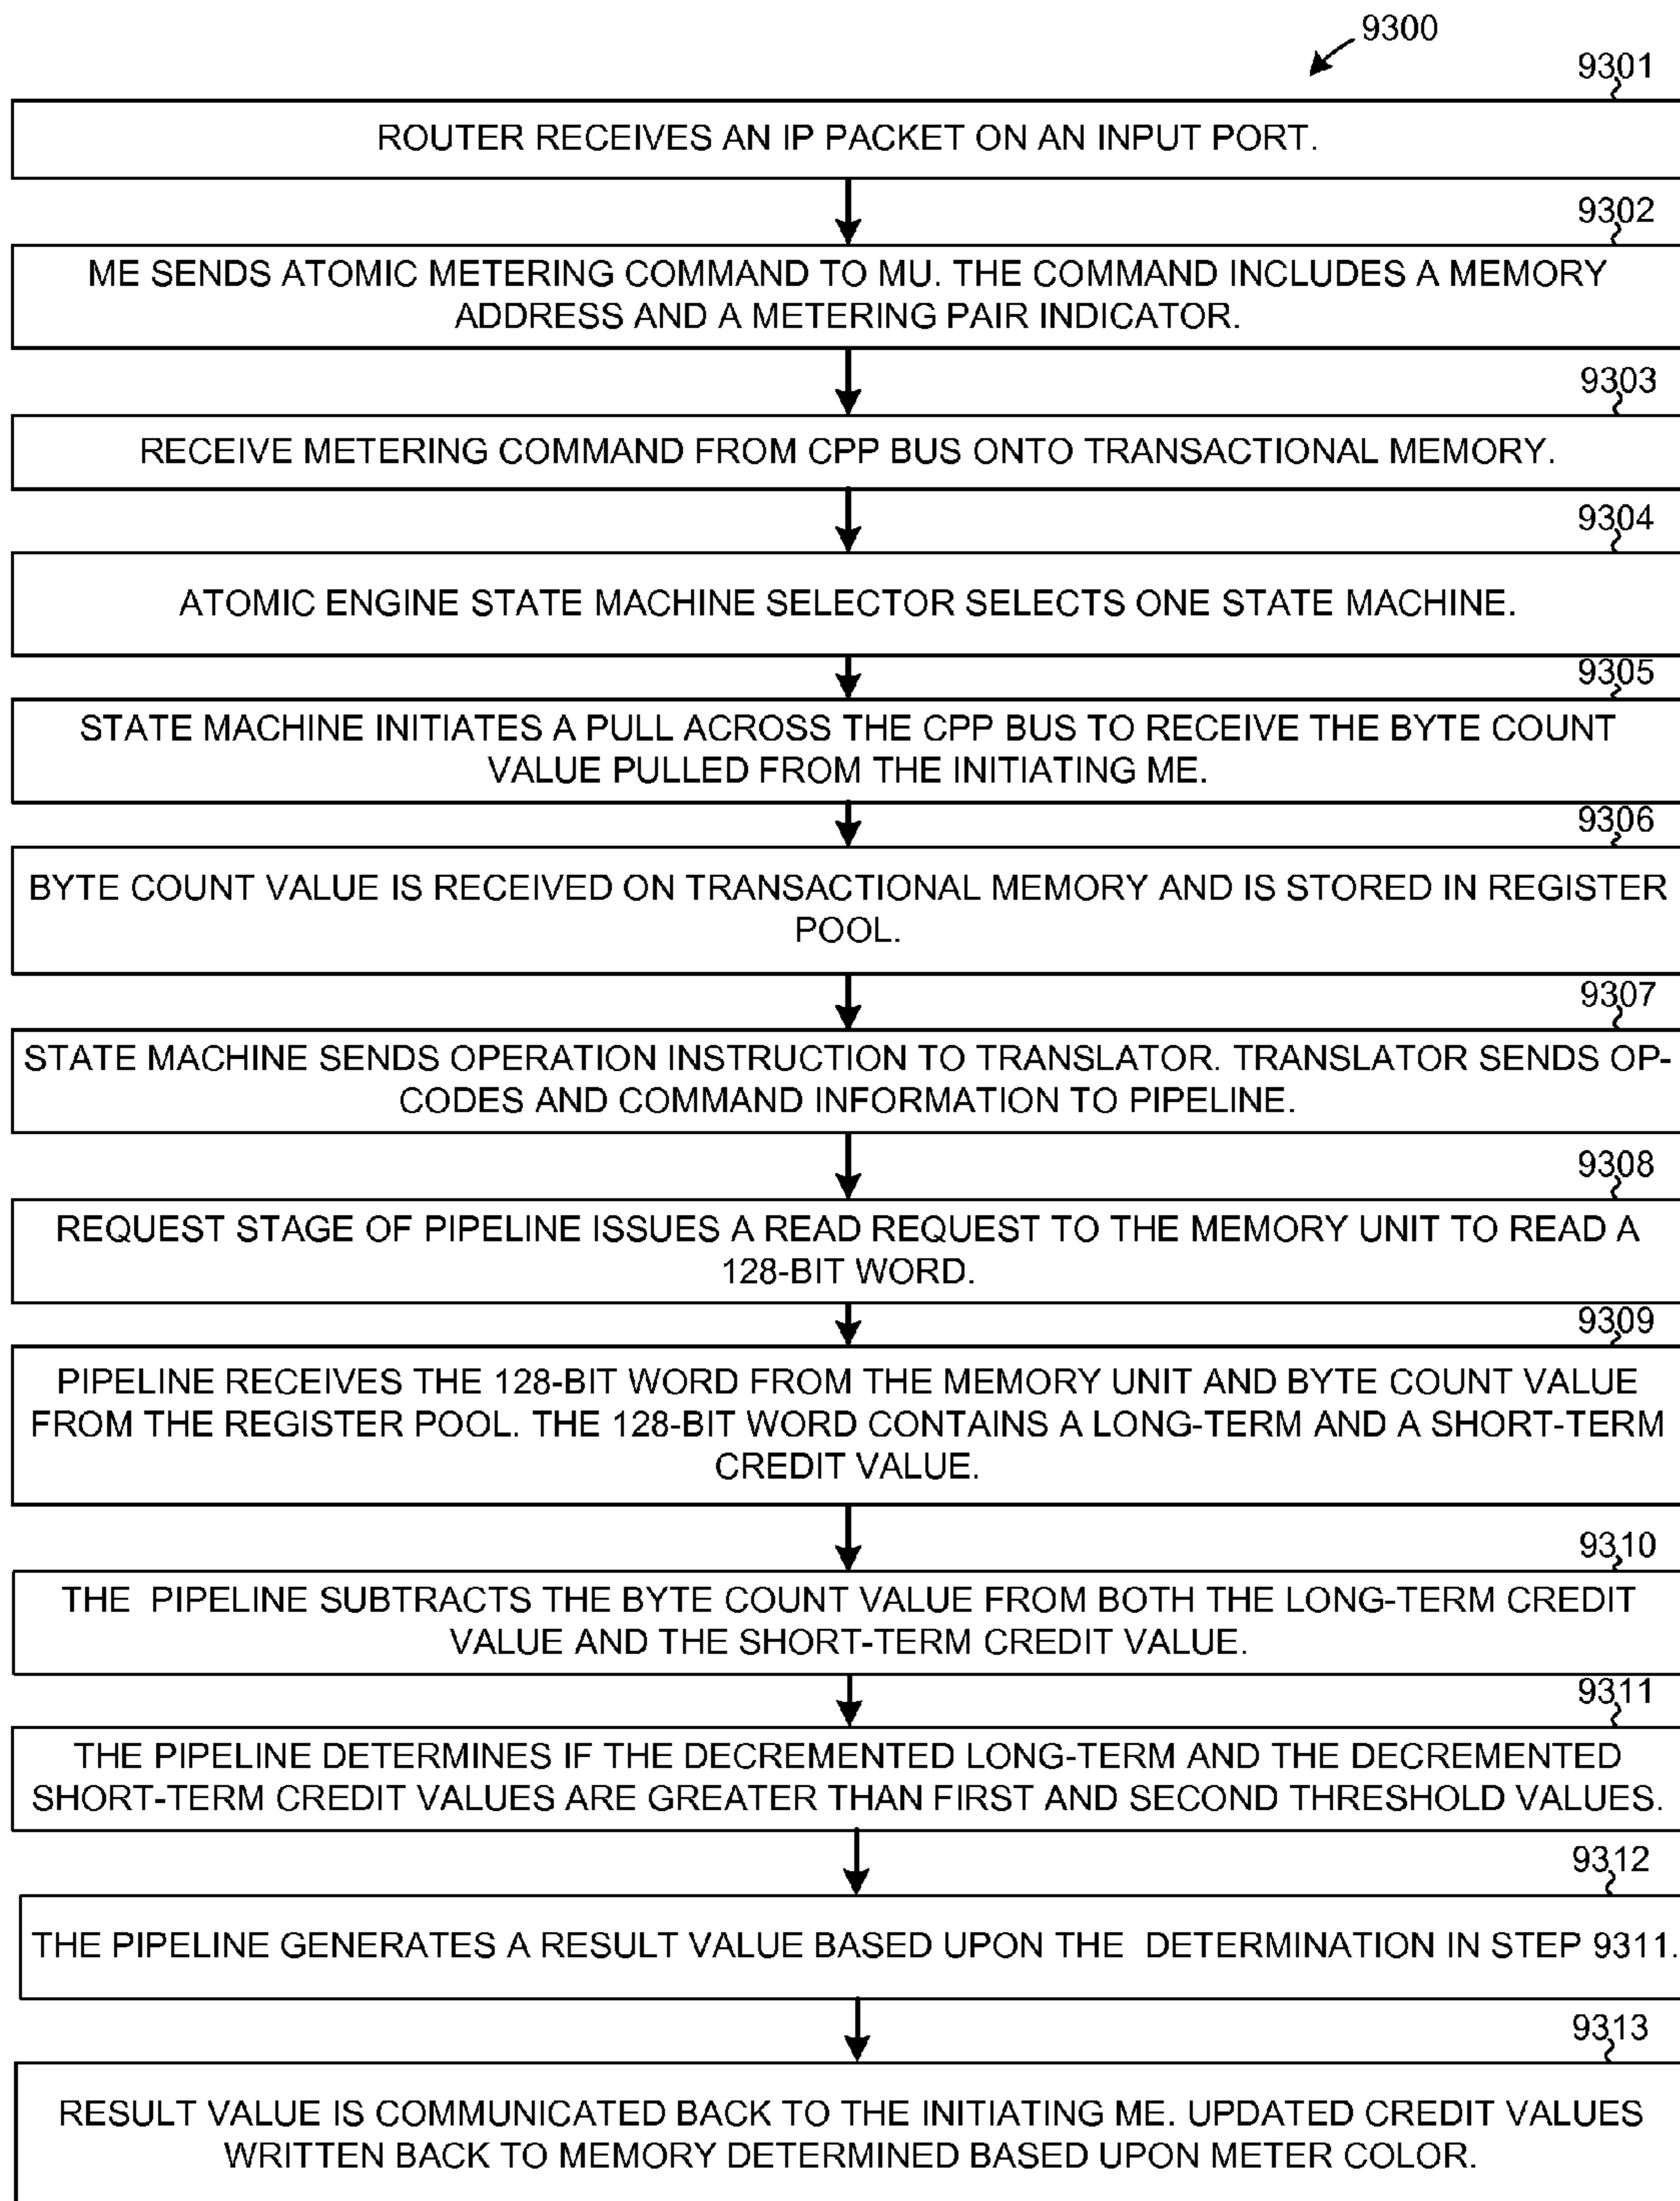 9300
9301
ROUTER RECEIVES AN IP PACKET ON AN INPUT PORT.
9302
ME SENDS ATOMIC METERING COMMAND TO MU. THE COMMAND INCLUDES A MEMORY
ADDRESS AND A METERING PAIR INDICATOR.
9303
RECEIVE METERING COMMAND FROM CPP BUS ONTO TRANSACTIONAL MEMORY.
9304
ATOMIC ENGINE STATE MACHINE SELECTOR SELECTS ONE STATE MACHINE.
9305
STATE MACHINE INITIATES A PULL ACROSS THE CPP BUS TO RECEIVE THE BYTE COUNT
VALUE PULLED FROM THE INITIATING ME.
9306
BYTE COUNT VALUE IS RECEIVED ON TRANSACTIONAL MEMORY AND IS STORED IN REGISTER
POOL.
9307
STATE MACHINE SENDS OPERATION INSTRUCTION TO TRANSLATOR. TRANSLATOR SENDS OP-
CODES AND COMMAND INFORMATION TO PIPELINE.
9308
REQUEST STAGE OF PIPELINE ISSUES A READ REQUEST TO THE MEMORY UNIT TO READ A
128-BIT WORD.
9309
PIPELINE RECEIVES THE 128-BIT WORD FROM THE MEMORY UNIT AND BYTE COUNT VALUE
FROM THE REGISTER POOL. THE 128-BIT WORD CONTAINS A LONG-TERM AND A SHORT-TERM
CREDIT VALUE.
9310
THE PIPELINE SUBTRACTS THE BYTE COUNT VALUE FROM BOTH THE LONG-TERM CREDIT
VALUE AND THE SHORT-TERM CREDIT VALUE.
9311
THE PIPELINE DETERMINES IF THE DECREMENTED LONG-TERM AND THE DECREMENTED
SHORT-TERM CREDIT VALUES ARE GREATER THAN FIRST AND SECOND THRESHOLD VALUES.
9312
THE PIPELINE GENERATES A RESULT VALUE BASED UPON THE DETERMINATION IN STEP 9311.
9313
RESULT VALUE IS COMMUNICATED BACK TO THE INITIATING ME. UPDATED CREDIT VALUES
WRITTEN BACK TO MEMORY DETERMINED BASED UPON METER COLOR.